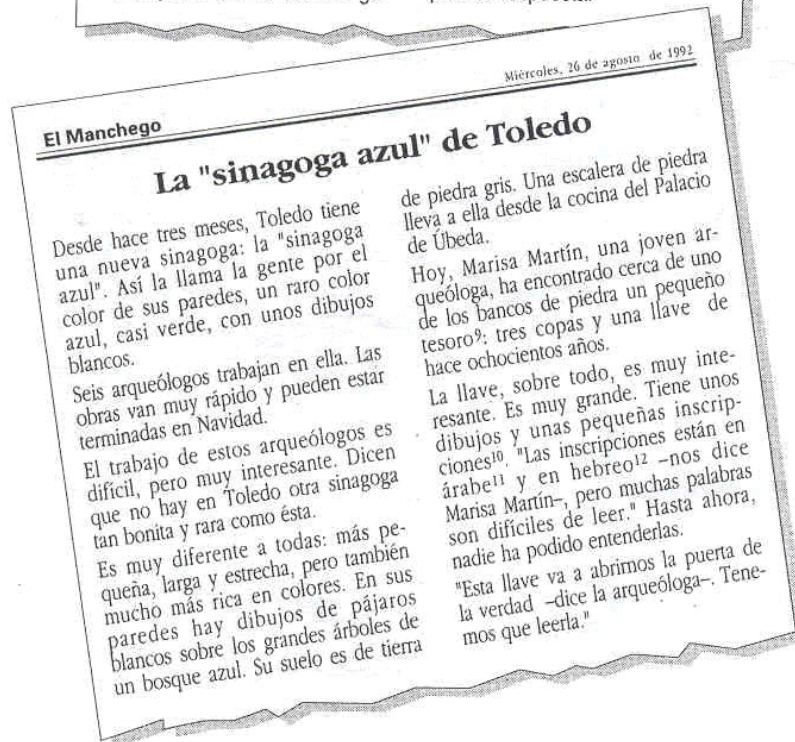 Miércoles, 26 de agosto de 1992
El Manchego
La "sinagoga azul" de Toledo
Desde hace tres meses, Toledo tiene
una nueva sinagoga: la "sinagoga
azul". Así la llama la gente por el
color de sus paredes, un raro color
azul, casi verde, con unos dibujos
blancos.
Seis arqueólogos trabajan en ella. Las
obras van muy rápido y pueden estar
terminadas en Navidad.
El trabajo de estos arqueólogos es
difícil, pero muy interesante. Dicen
que no hay en Toledo otra sinagoga
tan bonita y rara como ésta.
Es muy diferente a todas: más pe-
queña, larga y estrecha, pero también
mucho más rica en colores. En sus
paredes hay dibujos de pájaros
blancos sobre los grandes árboles de
un bosque azul. Su suelo es de tierra
de piedra gris. Una escalera de piedra
lleva a ella desde la cocina del Palacio
de Úbeda.
Hoy, Marisa Martín, una joven ar-
queóloga, ha encontrado cerca de uno
de los bancos de piedra un pequeño
tesoro⁹: tres copas y una llave de
hace ochocientos años.
La llave, sobre todo, es muy inte-
resante. Es muy grande. Tiene unos
dibujos y unas pequeñas inscrip-
ciones¹⁰. "Las inscripciones están en
árabe¹¹ y en hebreo¹² –nos dice
Marisa Martín–, pero muchas palabras
son difíciles de leer." Hasta ahora,
nadie ha podido entenderlas.
"Esta llave va a abrirnos la puerta de
la verdad –dice la arqueóloga–. Tene-
mos que leerla."